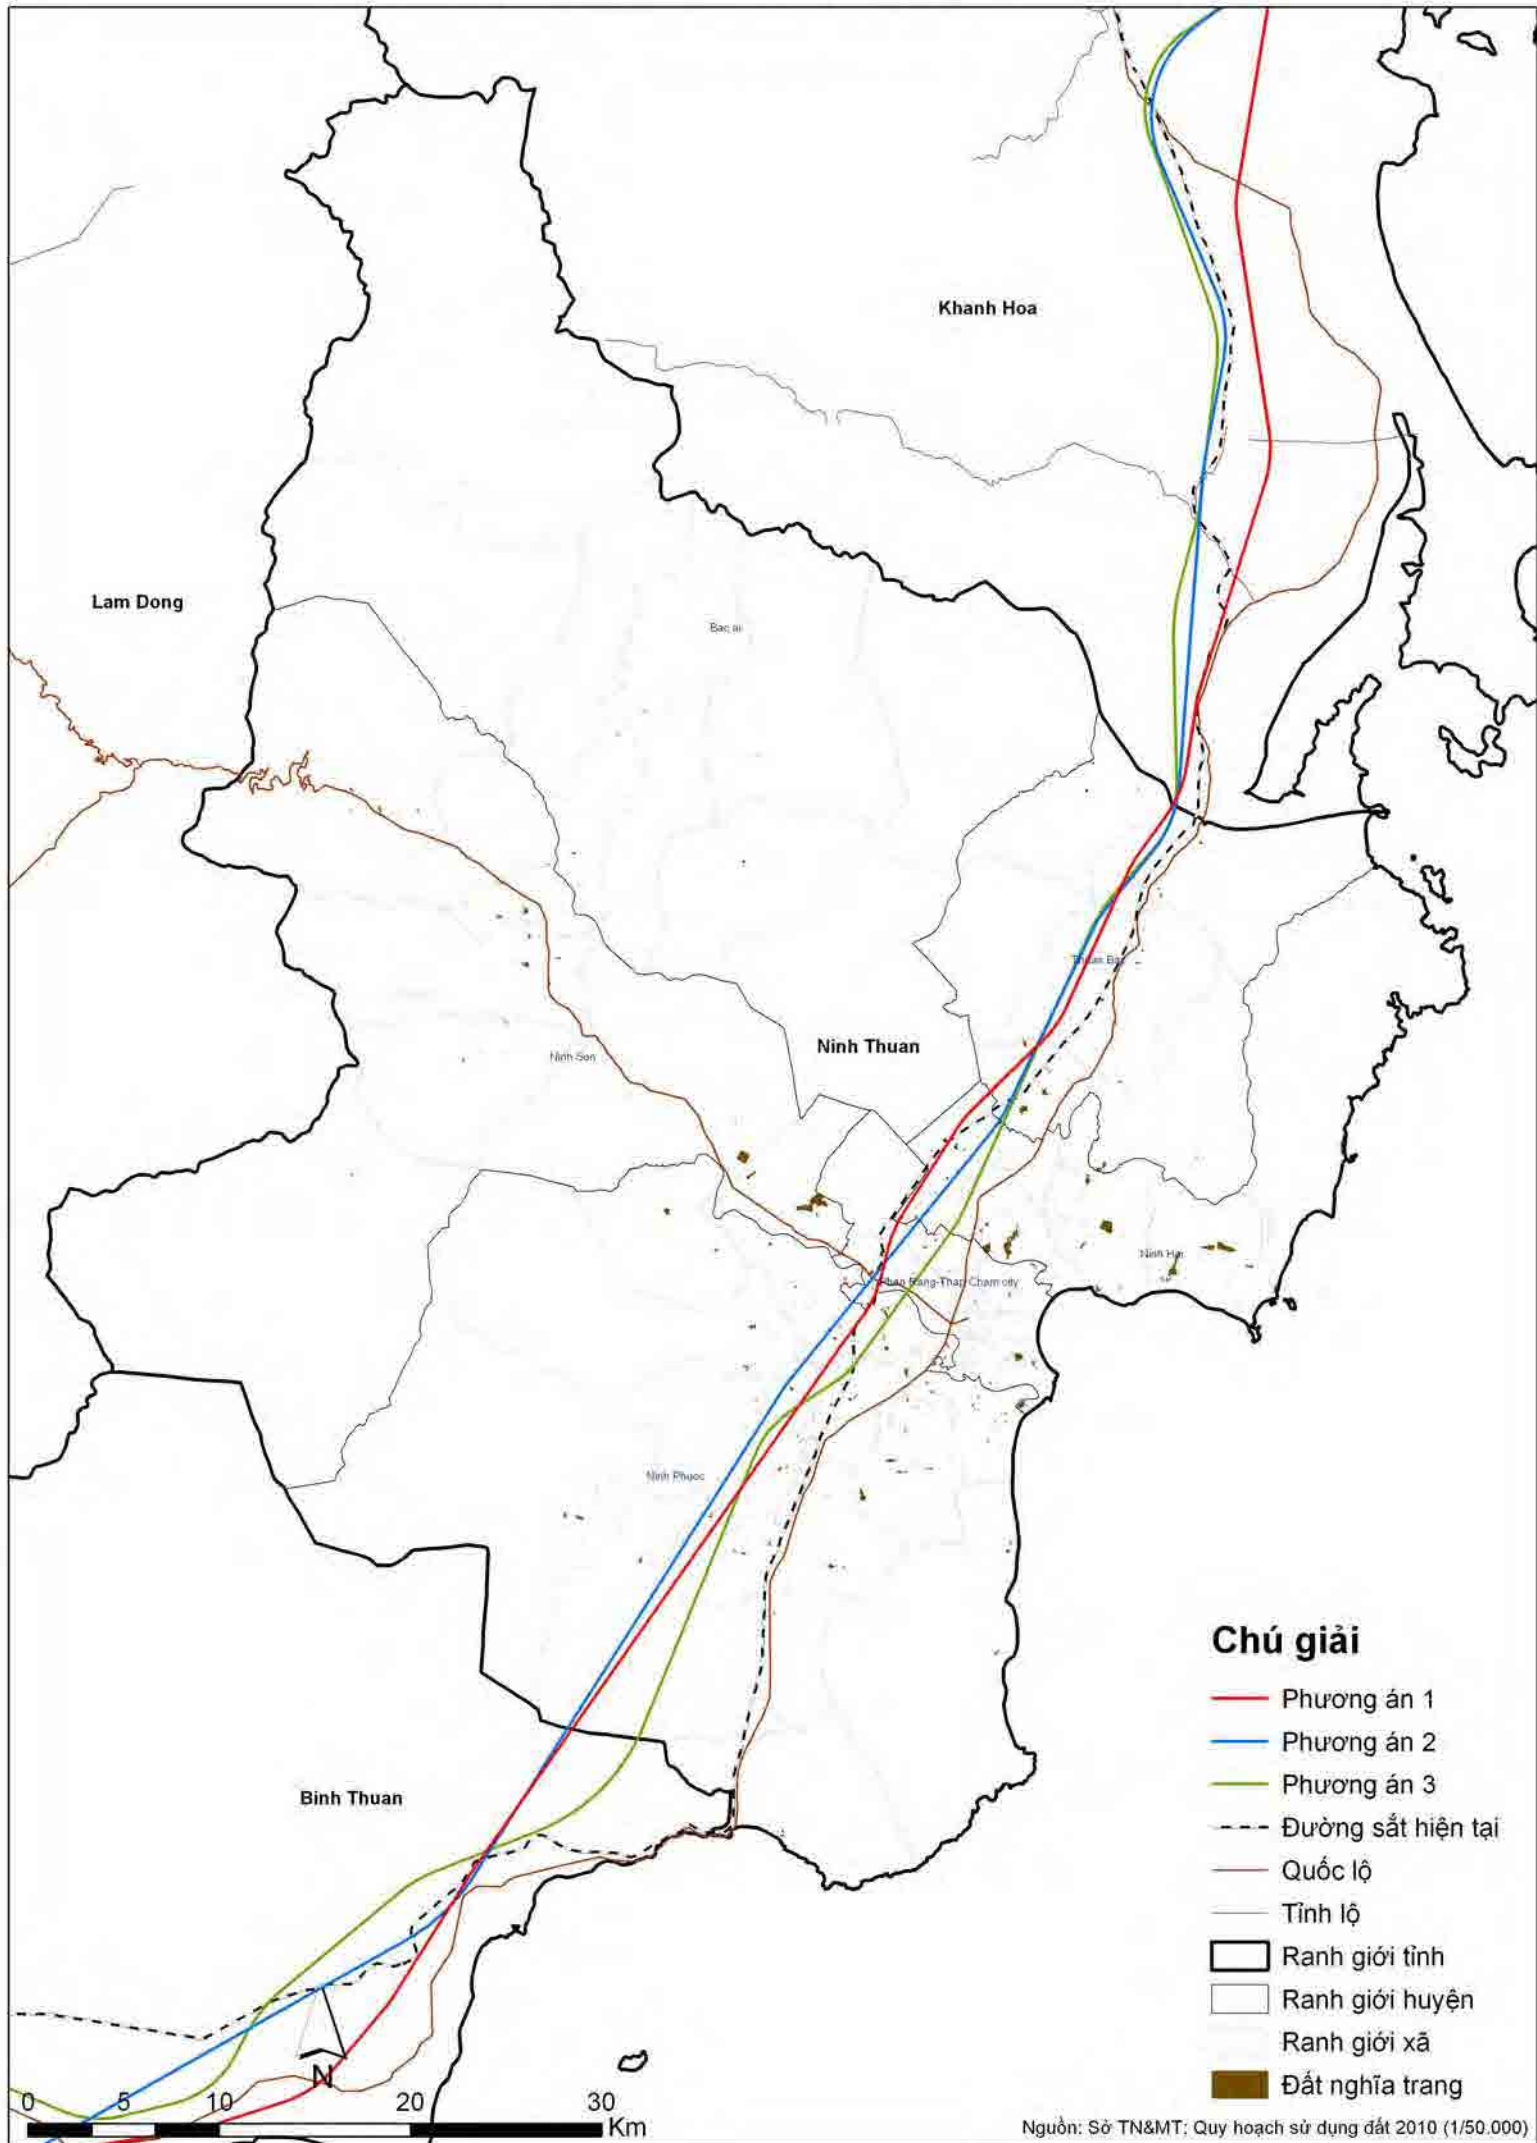 Khanh Hoa
Lam Dong
Bac ai
Thuan Bac
Ninh Thuan
Ninh Son
Ninh Hai
Phan Rang-Thap Cham city
Ninh Phuoc
Binh Thuan
Chú giải
Phương án 1
Phương án 2
Phương án 3
Đường sắt hiện tại
Quốc lộ
Tỉnh lộ
Ranh giới tỉnh
Ranh giới huyện
Ranh giới xã
Đất nghĩa trang
N
0 5 10 20 30
Km
Nguồn: Sở TN&MT; Quy hoạch sử dụng đất 2010 (1/50.000)